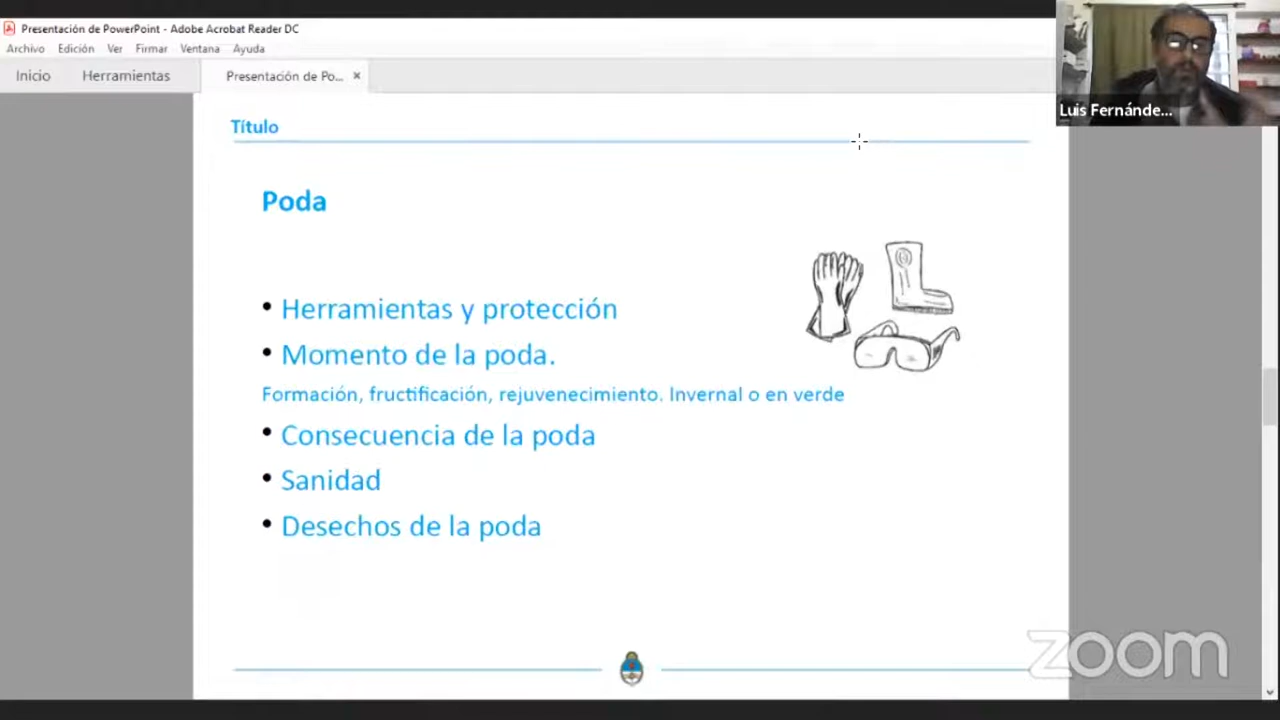 Presentación de PowerPoint - Adobe Acrobat Reader DC
Archivo Edición Ver Firmar Ventana Ayuda
Inicio Herramientas Presentación de Po... ×
Luis Fernánde...
Título
Poda
• Herramientas y protección
• Momento de la poda.
Formación, fructificación, rejuvenecimiento. Invernal o en verde
• Consecuencia de la poda
• Sanidad
• Desechos de la poda
zoom